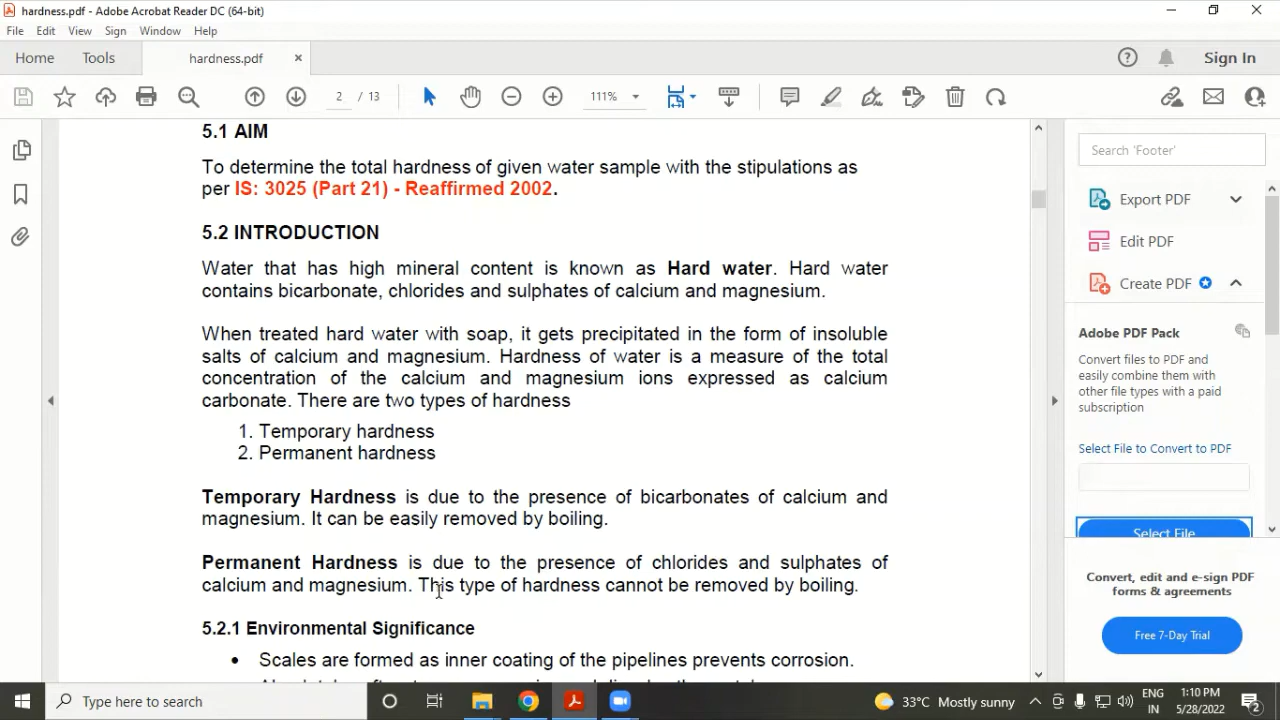 hardness.pdf - Adobe Acrobat Reader DC (64-bit)
File Edit View Sign Window Help
Home Tools hardness.pdf × Sign In
2 / 13 111%
5.1 AIM
To determine the total hardness of given water sample with the stipulations as
per IS: 3025 (Part 21) - Reaffirmed 2002.
5.2 INTRODUCTION
Water that has high mineral content is known as Hard water. Hard water
contains bicarbonate, chlorides and sulphates of calcium and magnesium.
When treated hard water with soap, it gets precipitated in the form of insoluble
salts of calcium and magnesium. Hardness of water is a measure of the total
concentration of the calcium and magnesium ions expressed as calcium
carbonate. There are two types of hardness
1. Temporary hardness
2. Permanent hardness
Temporary Hardness is due to the presence of bicarbonates of calcium and
magnesium. It can be easily removed by boiling.
Permanent Hardness is due to the presence of chlorides and sulphates of
calcium and magnesium. This type of hardness cannot be removed by boiling.
5.2.1 Environmental Significance
• Scales are formed as inner coating of the pipelines prevents corrosion.
Search 'Footer'
Export PDF
Edit PDF
Create PDF
Adobe PDF Pack
Convert files to PDF and
easily combine them with
other file types with a paid
subscription
Select File to Convert to PDF
Select File
Convert, edit and e-sign PDF
forms & agreements
Free 7-Day Trial
Type here to search
33°C Mostly sunny
ENG
IN
1:10 PM
5/28/2022
2